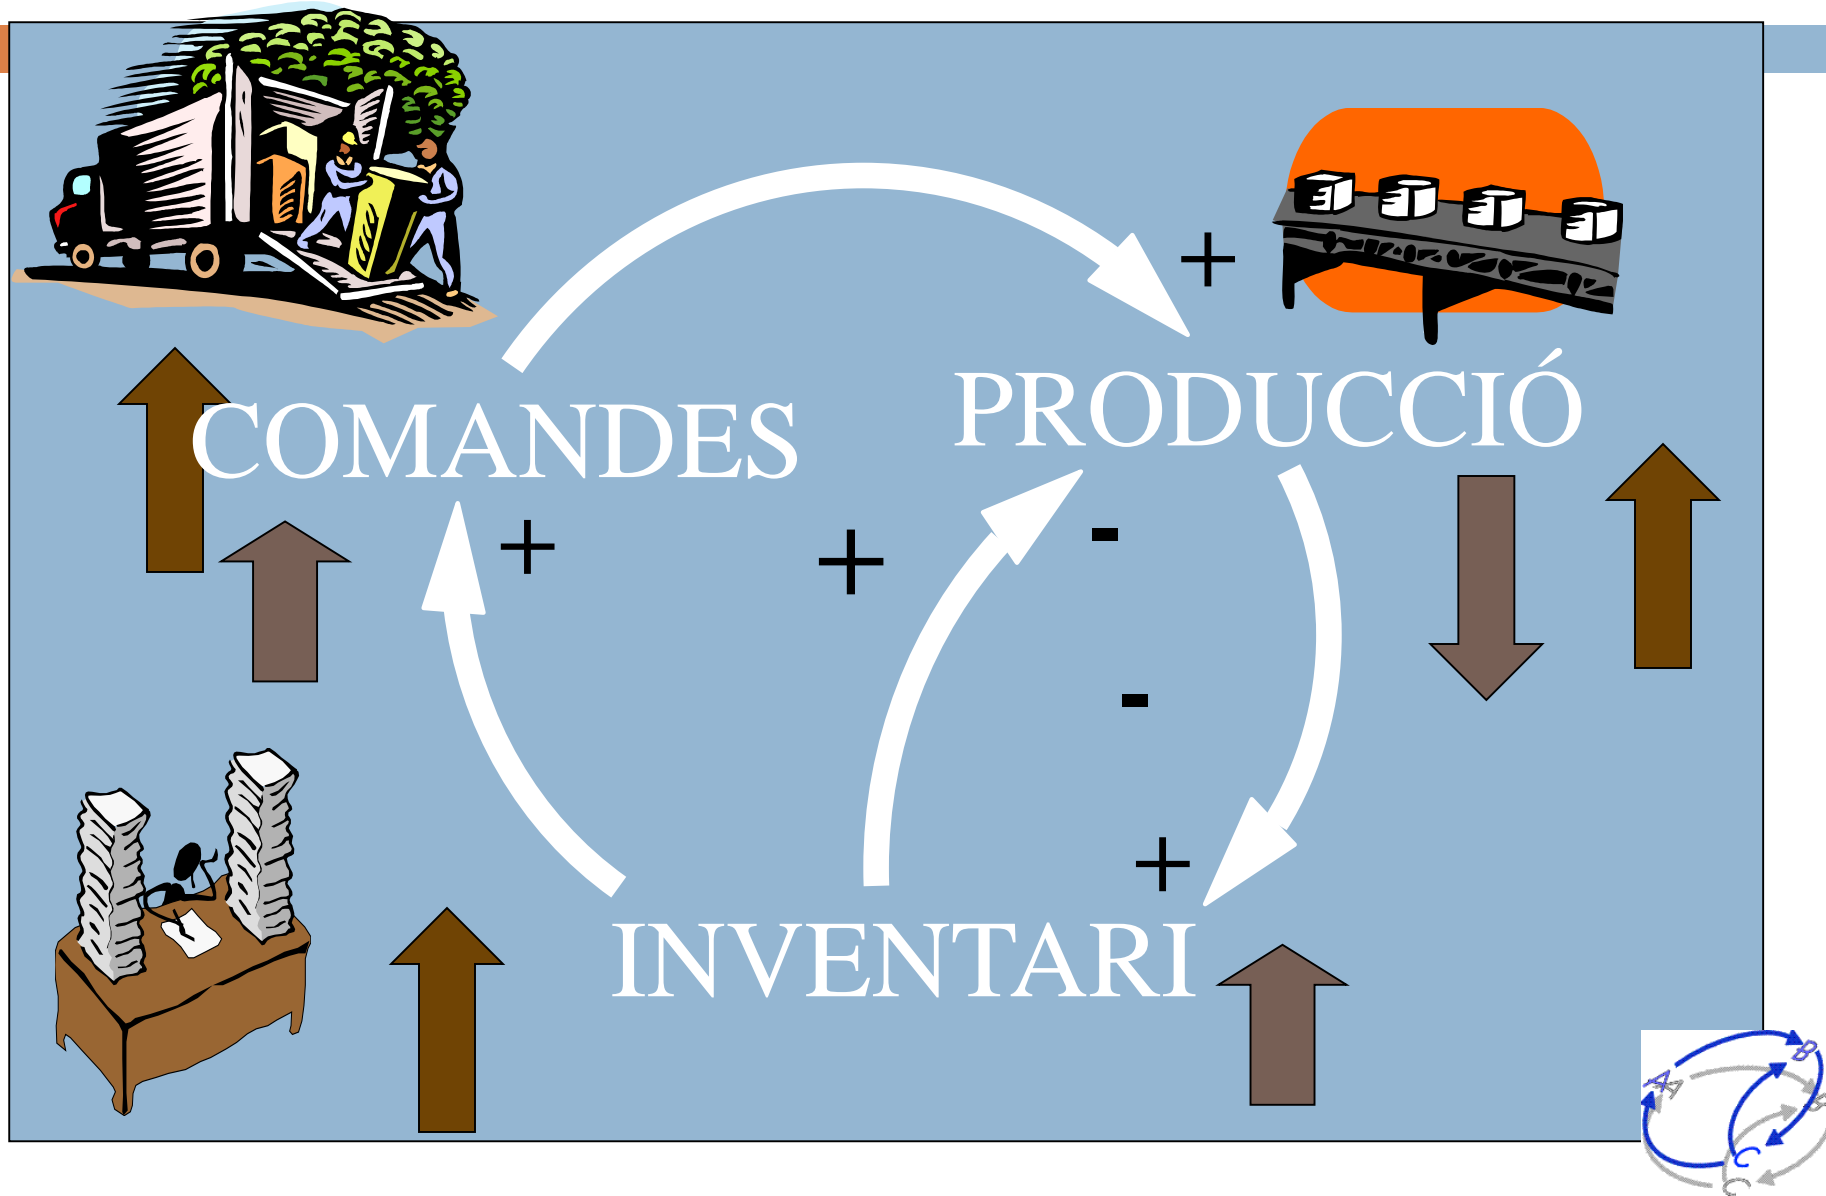 +
PRODUCCIÓ
COMANDES
+
+
-
-
+
INVENTARI
A
B
A
B
C
C